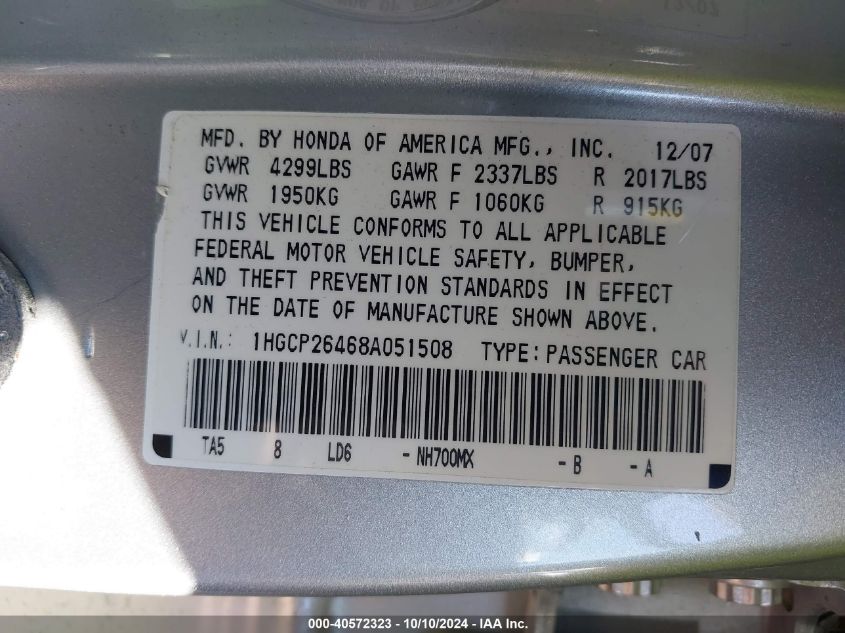 12/07
MFD. BY HONDA OF AMERICA MFG., INC. 12/07
GVWR 4299LBS GAWR F 2337LBS R 2017LBS
GVWR 1950KG GAWR F 1060KG R 915KG
THIS VEHICLE CONFORMS TO ALL APPLICABLE
FEDERAL MOTOR VEHICLE SAFETY, BUMPER,
AND THEFT PREVENTION STANDARDS IN EFFECT
ON THE DATE OF MANUFACTURE SHOWN ABOVE.
V.I.N.: 1HGCP26468A051508 TYPE: PASSENGER CAR
TA5 8 LD6 - NH700MX - B - A
000-40572323 - 10/10/2024 - IAA Inc.